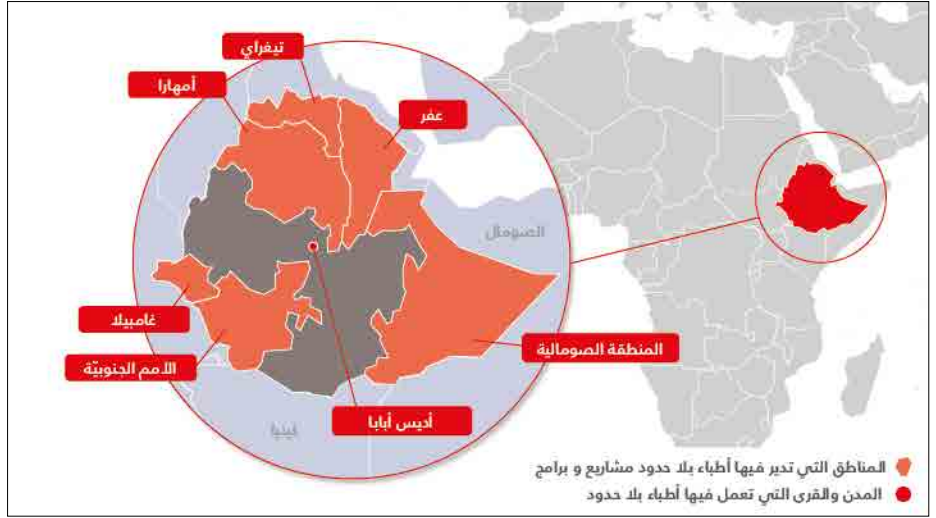 تيغراي
أمهارا
عفر
الصومال
غامبيلا
المنطقة الصومالية
الأمم الجنوبيّة
أديس أبابا
كينيا
المناطق التي تدير فيها أطباء بلا حدود مشاريع و برامج
المدن والقرى التي تعمل فيها أطباء بلا حدود